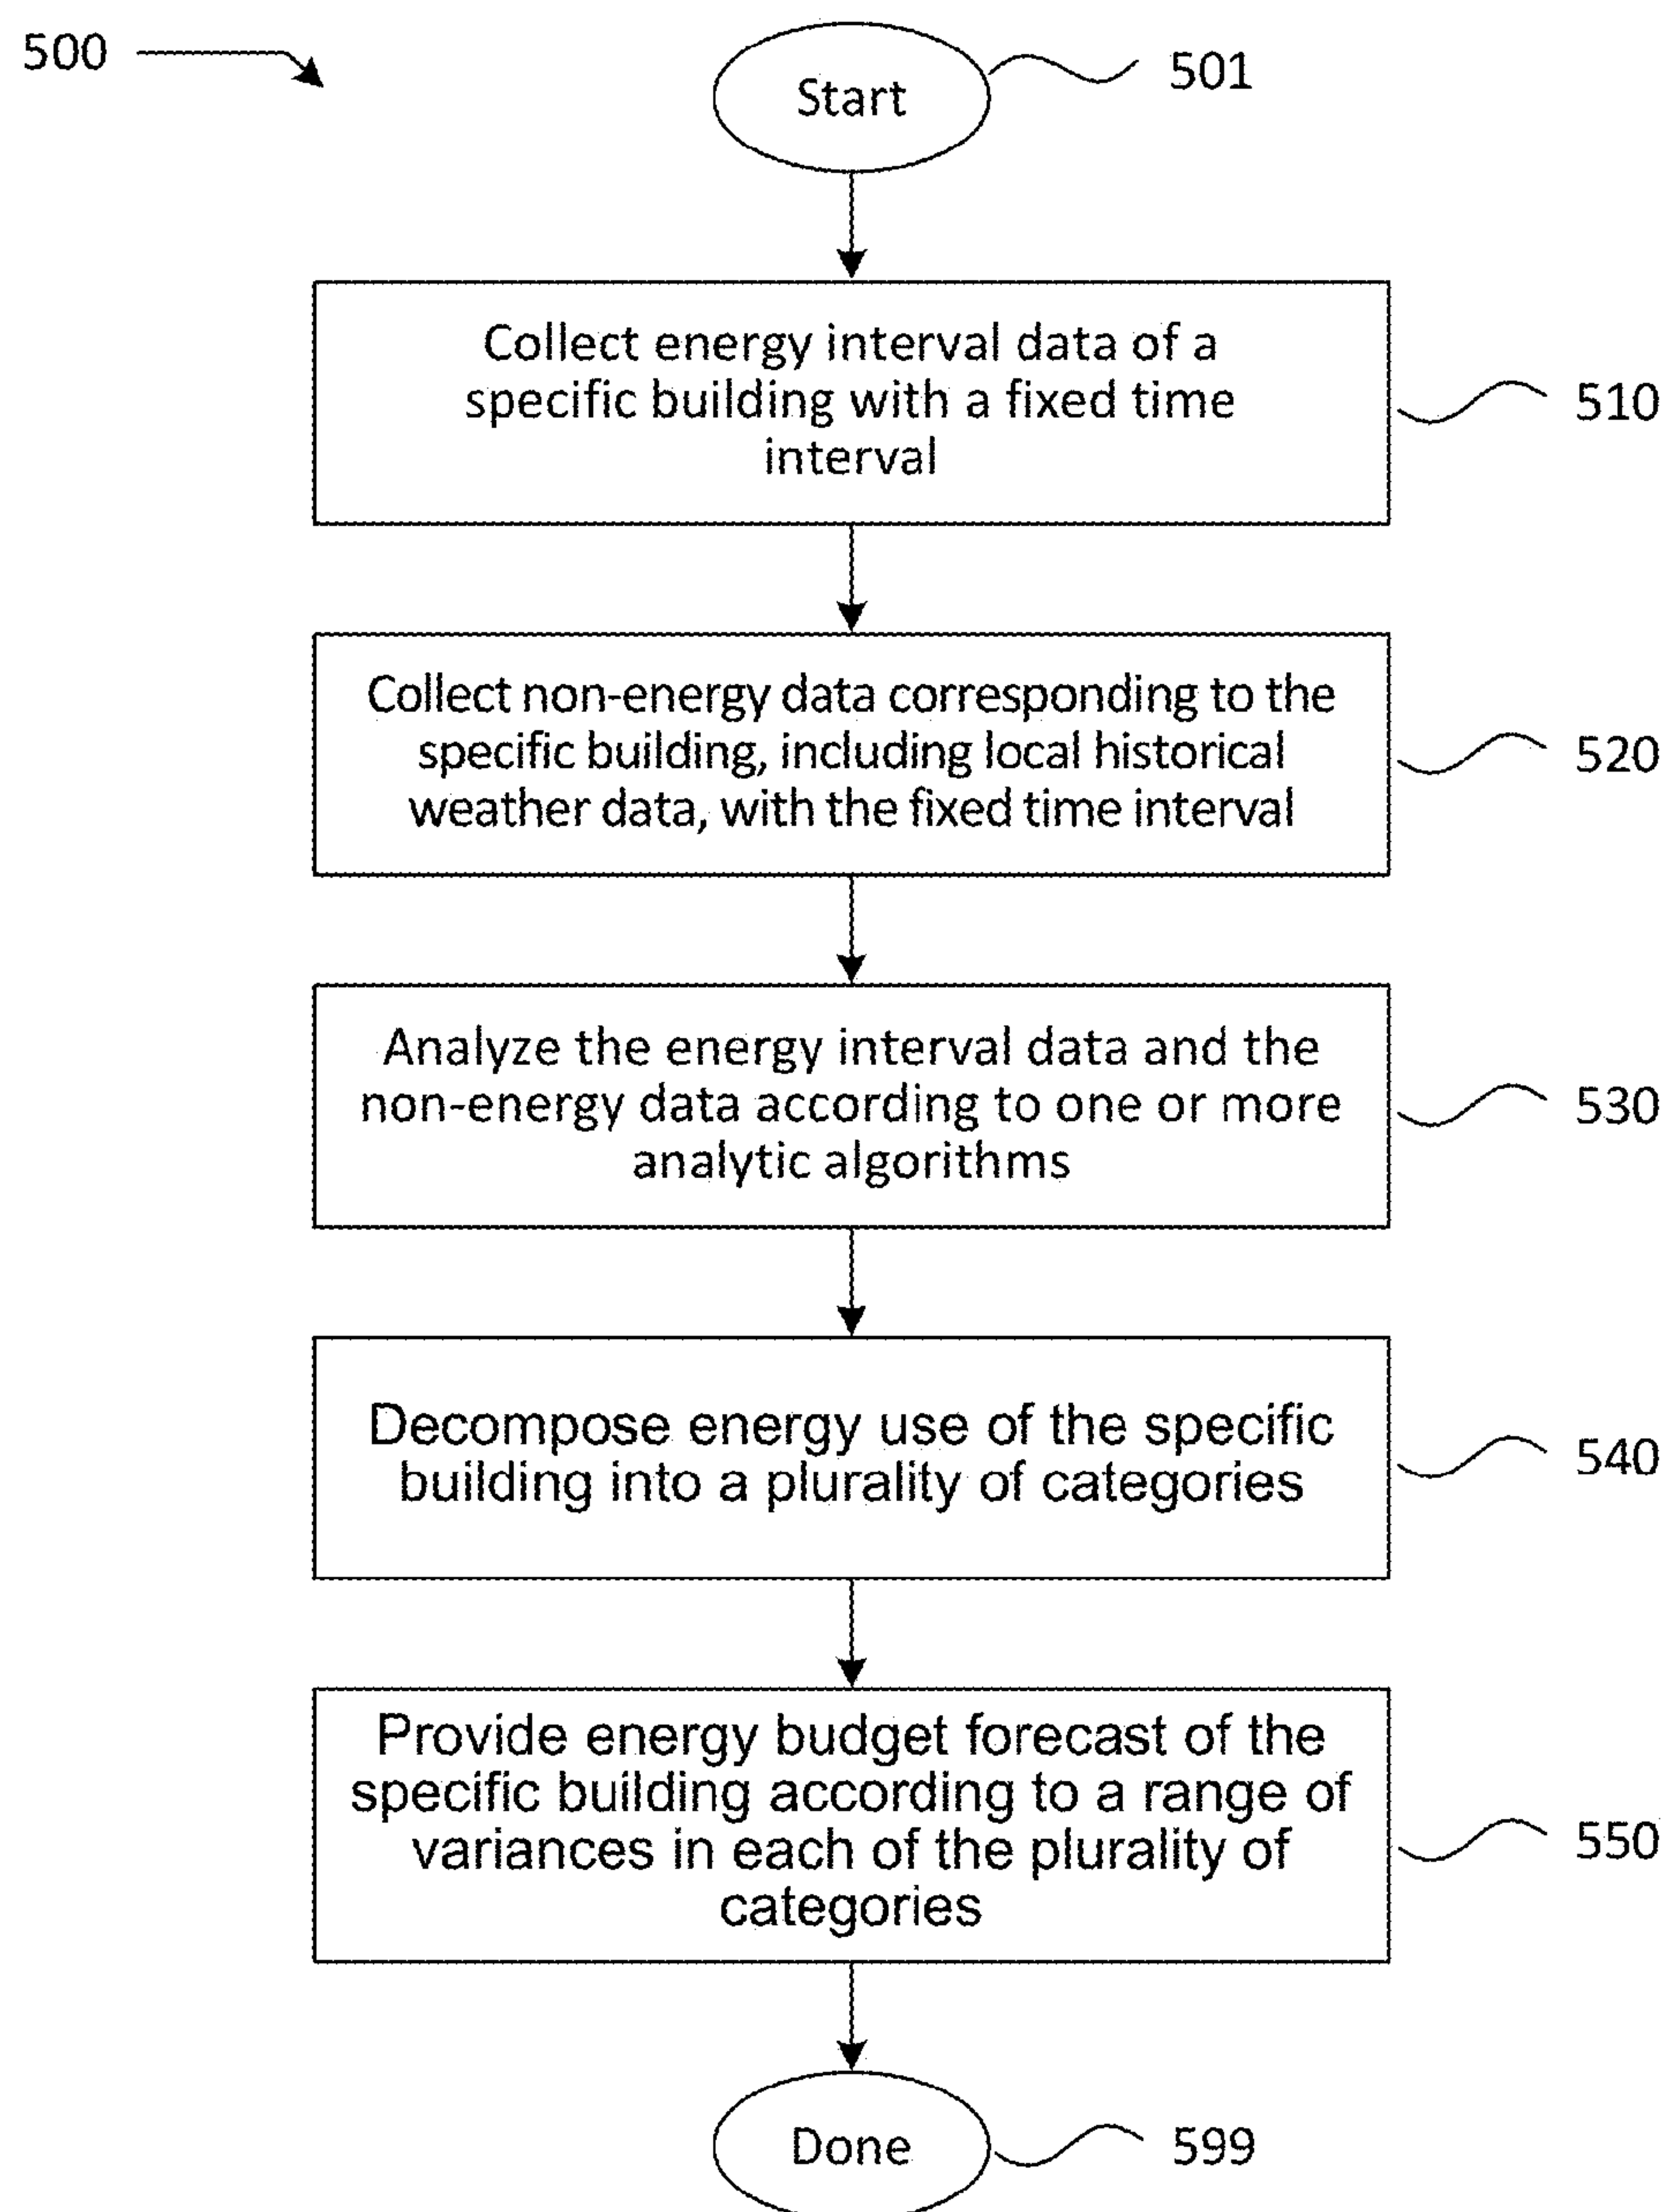 500
Start
501
Collect energy interval data of a
specific building with a fixed time
interval
510
Collect non-energy data corresponding to the
specific building, including local historical
weather data, with the fixed time interval
520
Analyze the energy interval data and the
non-energy data according to one or more
analytic algorithms
530
Decompose energy use of the specific
building into a plurality of categories
540
Provide energy budget forecast of the
specific building according to a range of
variances in each of the plurality of
categories
550
Done
599